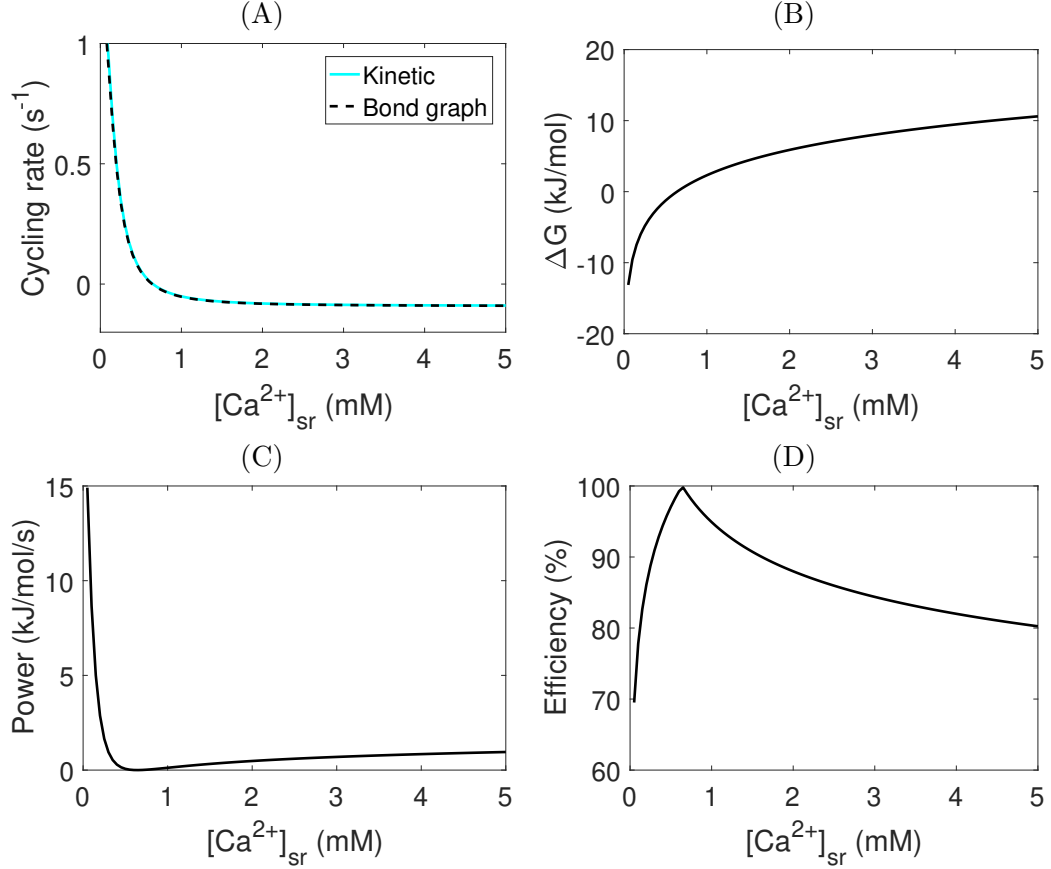 (A)
Cycling rate (s-1)
1
0.5
0
Kinetic
Bond graph
0 1 2 3 4 5
[Ca2+]sr (mM)
(B)
ΔG (kJ/mol)
20
10
0
-10
-20
0 1 2 3 4 5
[Ca2+]sr (mM)
(C)
Power (kJ/mol/s)
15
10
5
0
0 1 2 3 4 5
[Ca2+]sr (mM)
(D)
Efficiency (%)
100
90
80
70
60
0 1 2 3 4 5
[Ca2+]sr (mM)